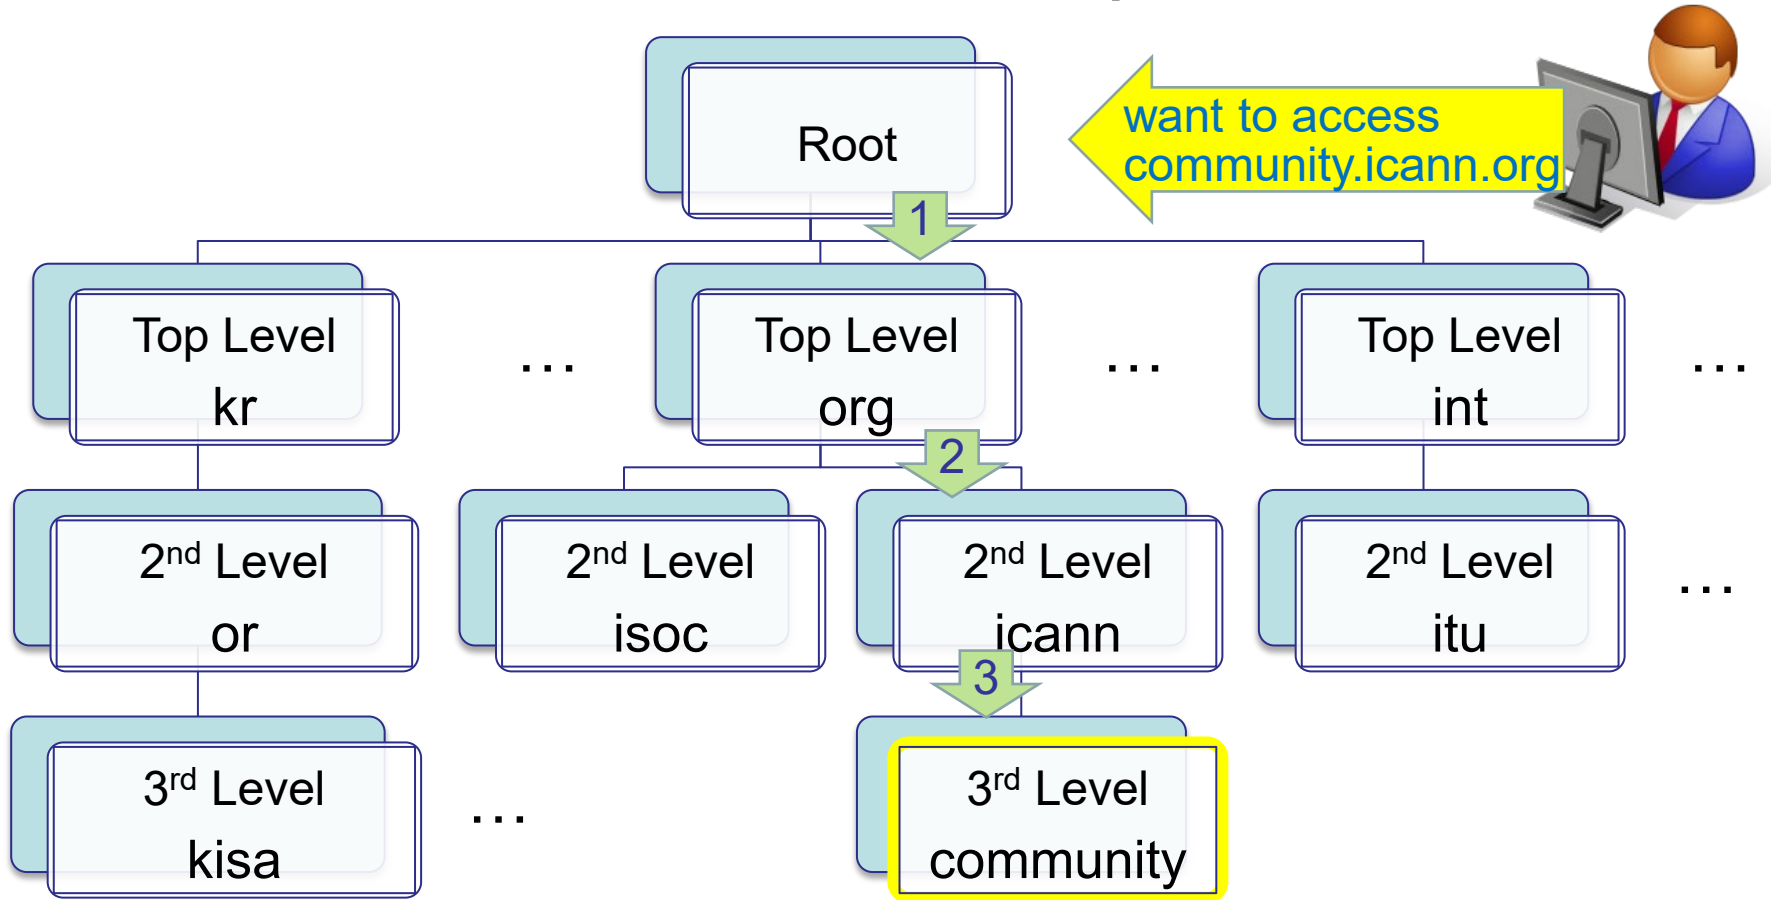 want to access
community.icann.org
Root
1
Top Level
kr
...
Top Level
org
...
Top Level
int
...
2
2nd Level
or
2nd Level
isoc
2nd Level
icann
2nd Level
itu
...
3
3rd Level
kisa
...
3rd Level
community